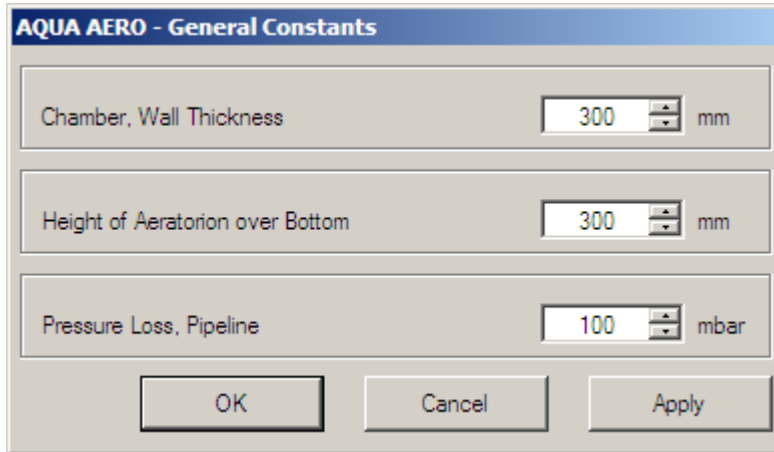 AQUA AERO - General Constants
Chamber, Wall Thickness 300 mm
Height of Aeratorion over Bottom 300 mm
Pressure Loss, Pipeline 100 mbar
OK Cancel Apply